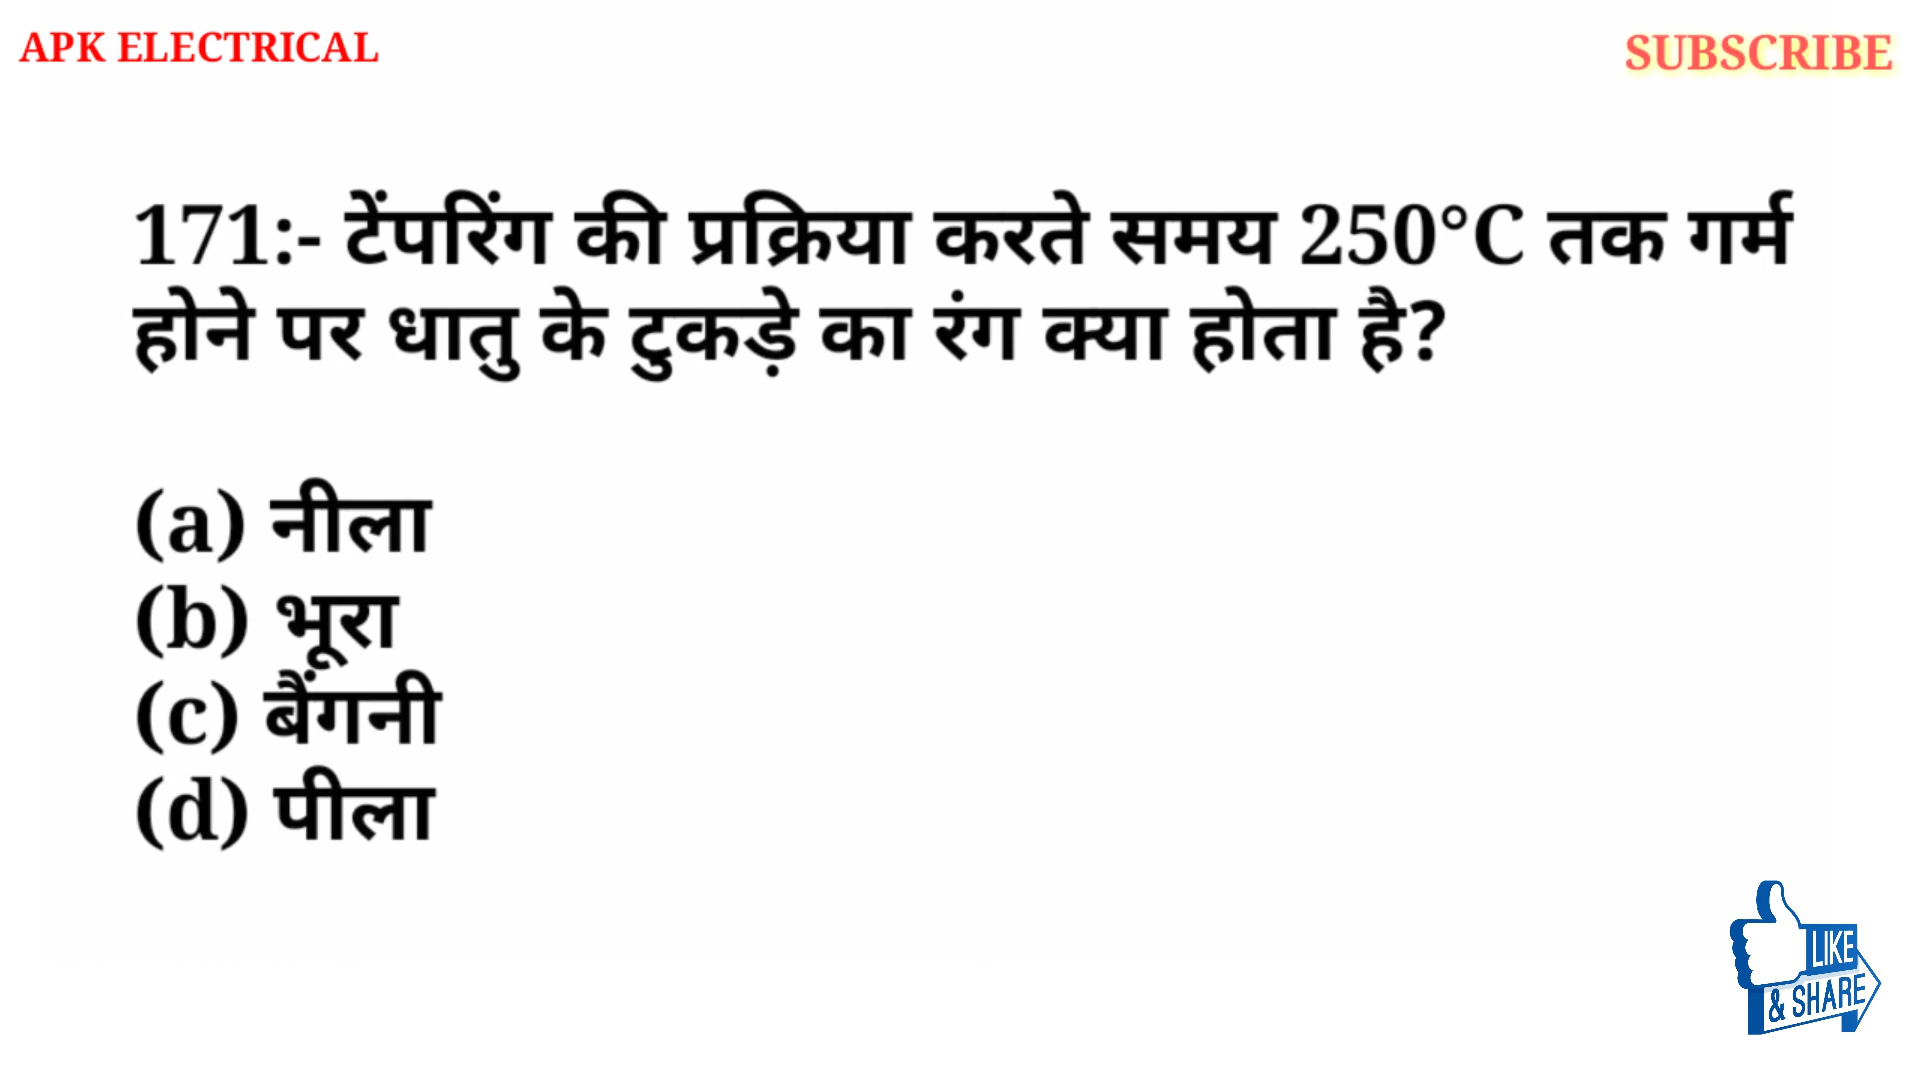 APK ELECTRICAL
SUBSCRIBE
171:- टेंपरिंग की प्रक्रिया करते समय 250°C तक गर्म
होने पर धातु के टुकड़े का रंग क्या होता है?
(a) नीला
(b) भूरा
(c) बैंगनी
(d) पीला
LIKE
& SHARE